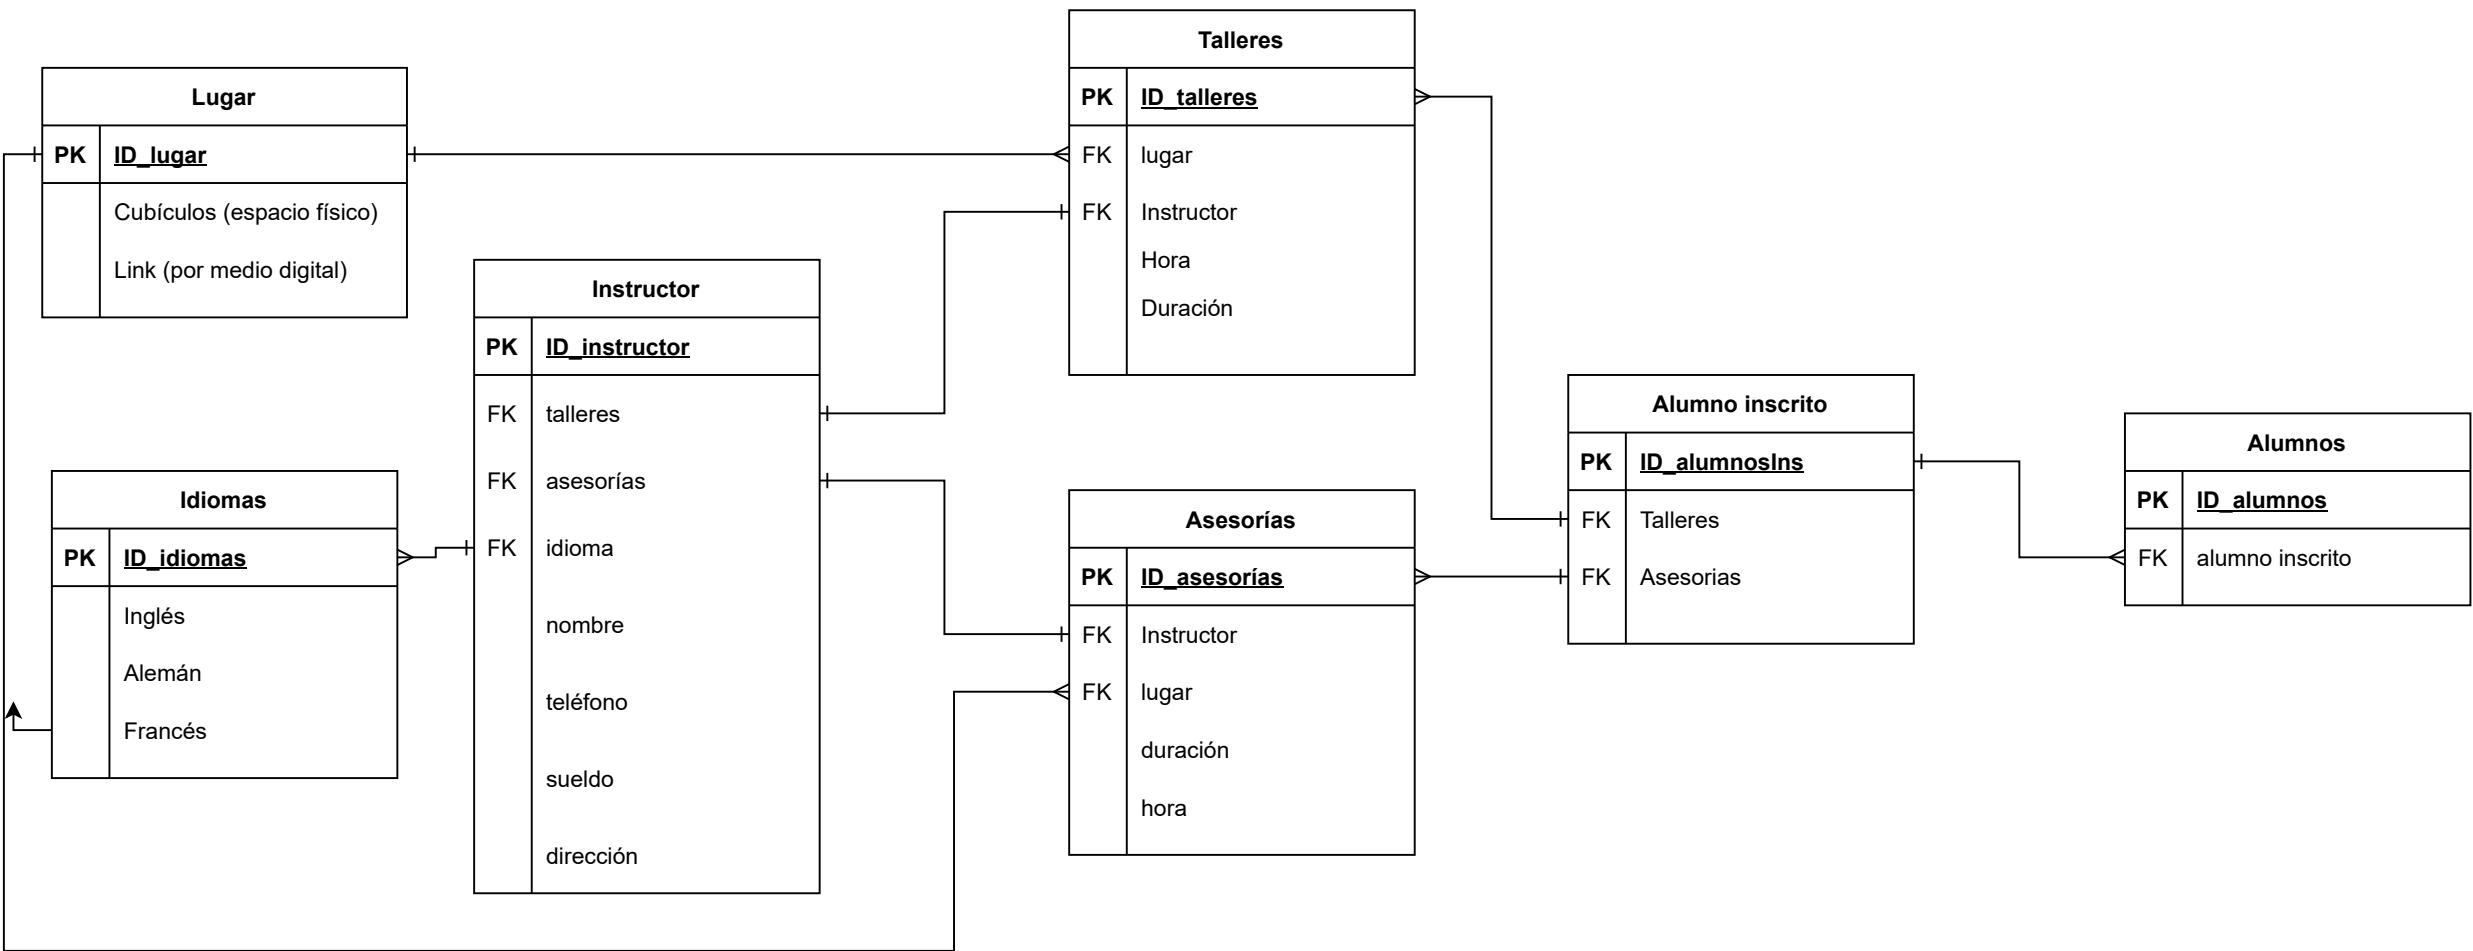 Talleres
PK ID_talleres
FK lugar
FK Instructor
Hora
Duración
Lugar
PK ID_lugar
Cubículos (espacio físico)
Link (por medio digital)
Instructor
PK ID_instructor
FK talleres
FK asesorías
FK idioma
nombre
teléfono
sueldo
dirección
Idiomas
PK ID_idiomas
Inglés
Alemán
Francés
Asesorías
PK ID_asesorías
FK Instructor
FK lugar
duración
hora
Alumno inscrito
PK ID_alumnosIns
FK Talleres
FK Asesorias
Alumnos
PK ID_alumnos
FK alumno inscrito